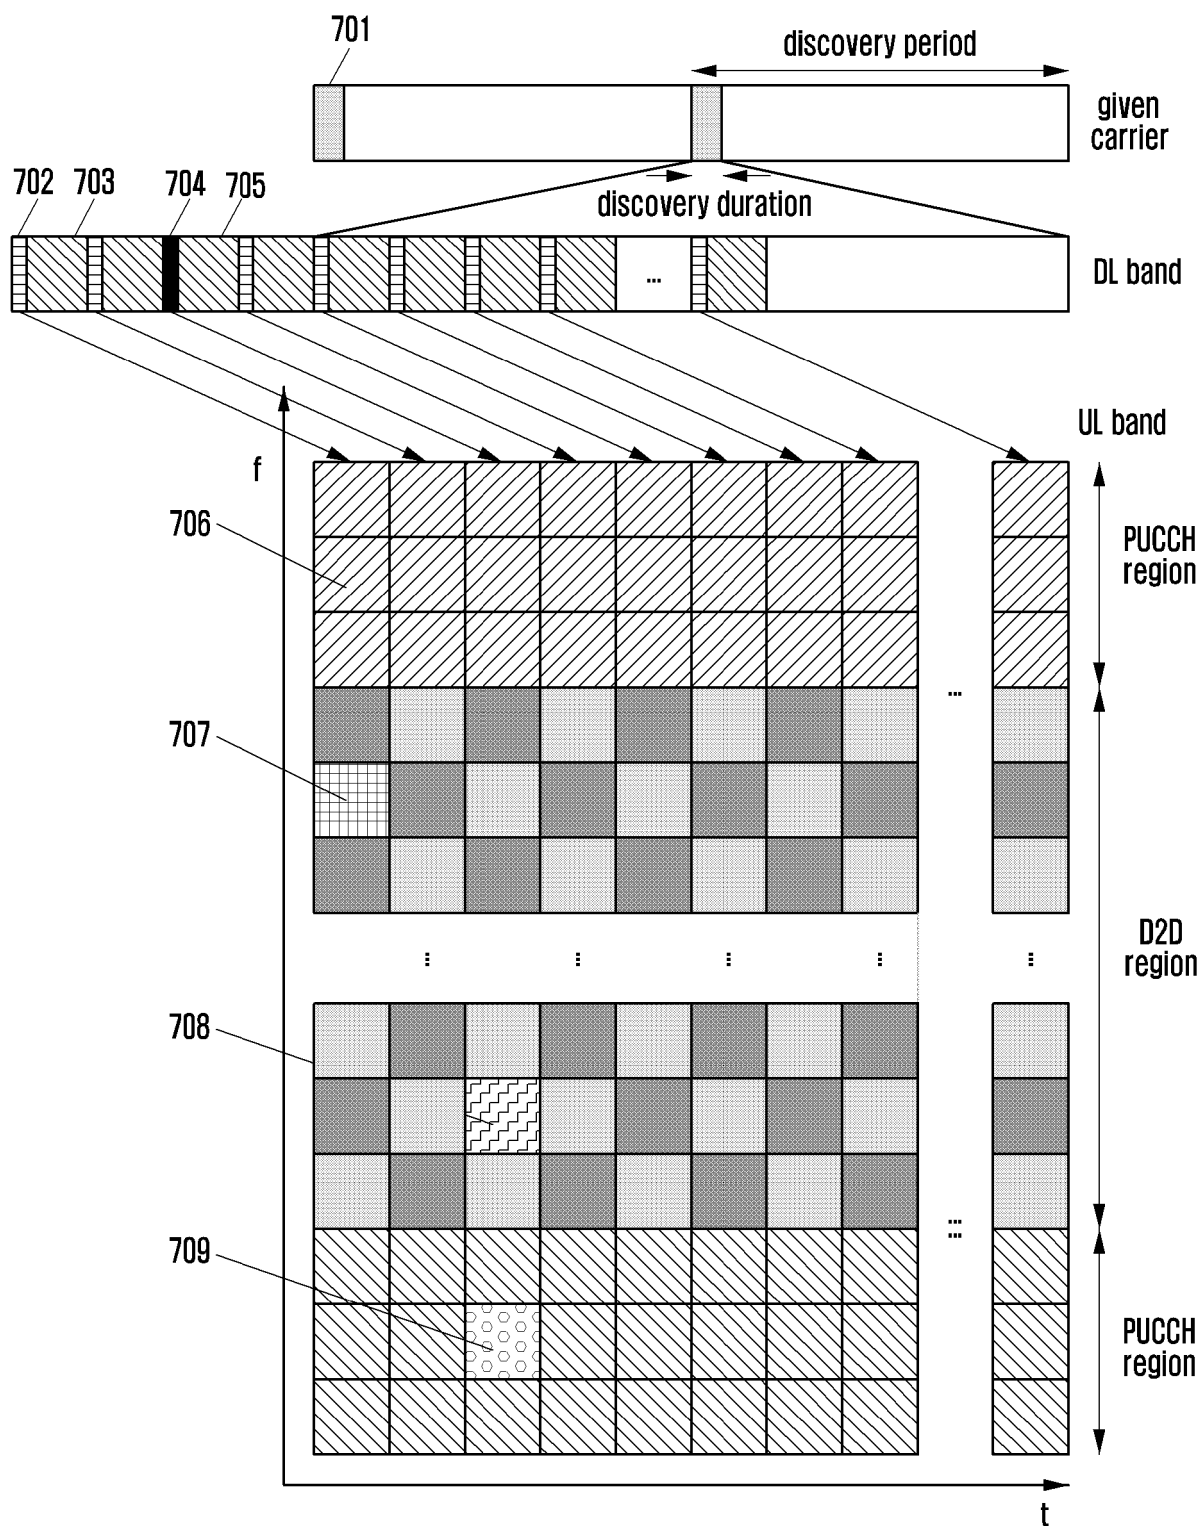 701
discovery period
given
carrier
702
703
704
705
discovery duration
DL band
...
UL band
f
706
PUCCH
region
...
707
D2D
region
...
...
...
...
...
708
...
...
709
PUCCH
region
t